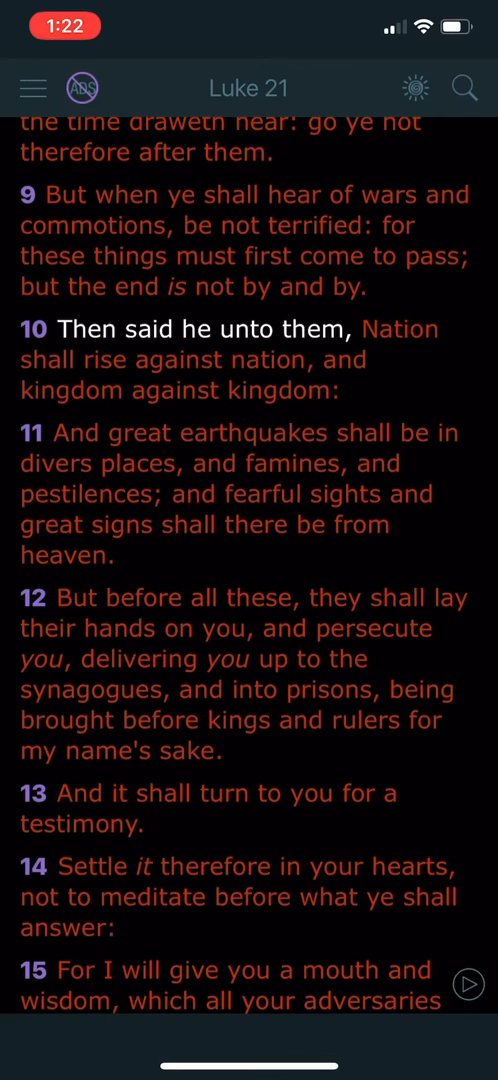 1:22
ADS
Luke 21
the time draweth near: go ye not
therefore after them.
9 But when ye shall hear of wars and
commotions, be not terrified: for
these things must first come to pass;
but the end is not by and by.
10 Then said he unto them, Nation
shall rise against nation, and
kingdom against kingdom:
11 And great earthquakes shall be in
divers places, and famines, and
pestilences; and fearful sights and
great signs shall there be from
heaven.
12 But before all these, they shall lay
their hands on you, and persecute
you, delivering you up to the
synagogues, and into prisons, being
brought before kings and rulers for
my name's sake.
13 And it shall turn to you for a
testimony.
14 Settle it therefore in your hearts,
not to meditate before what ye shall
answer:
15 For I will give you a mouth and
wisdom, which all your adversaries